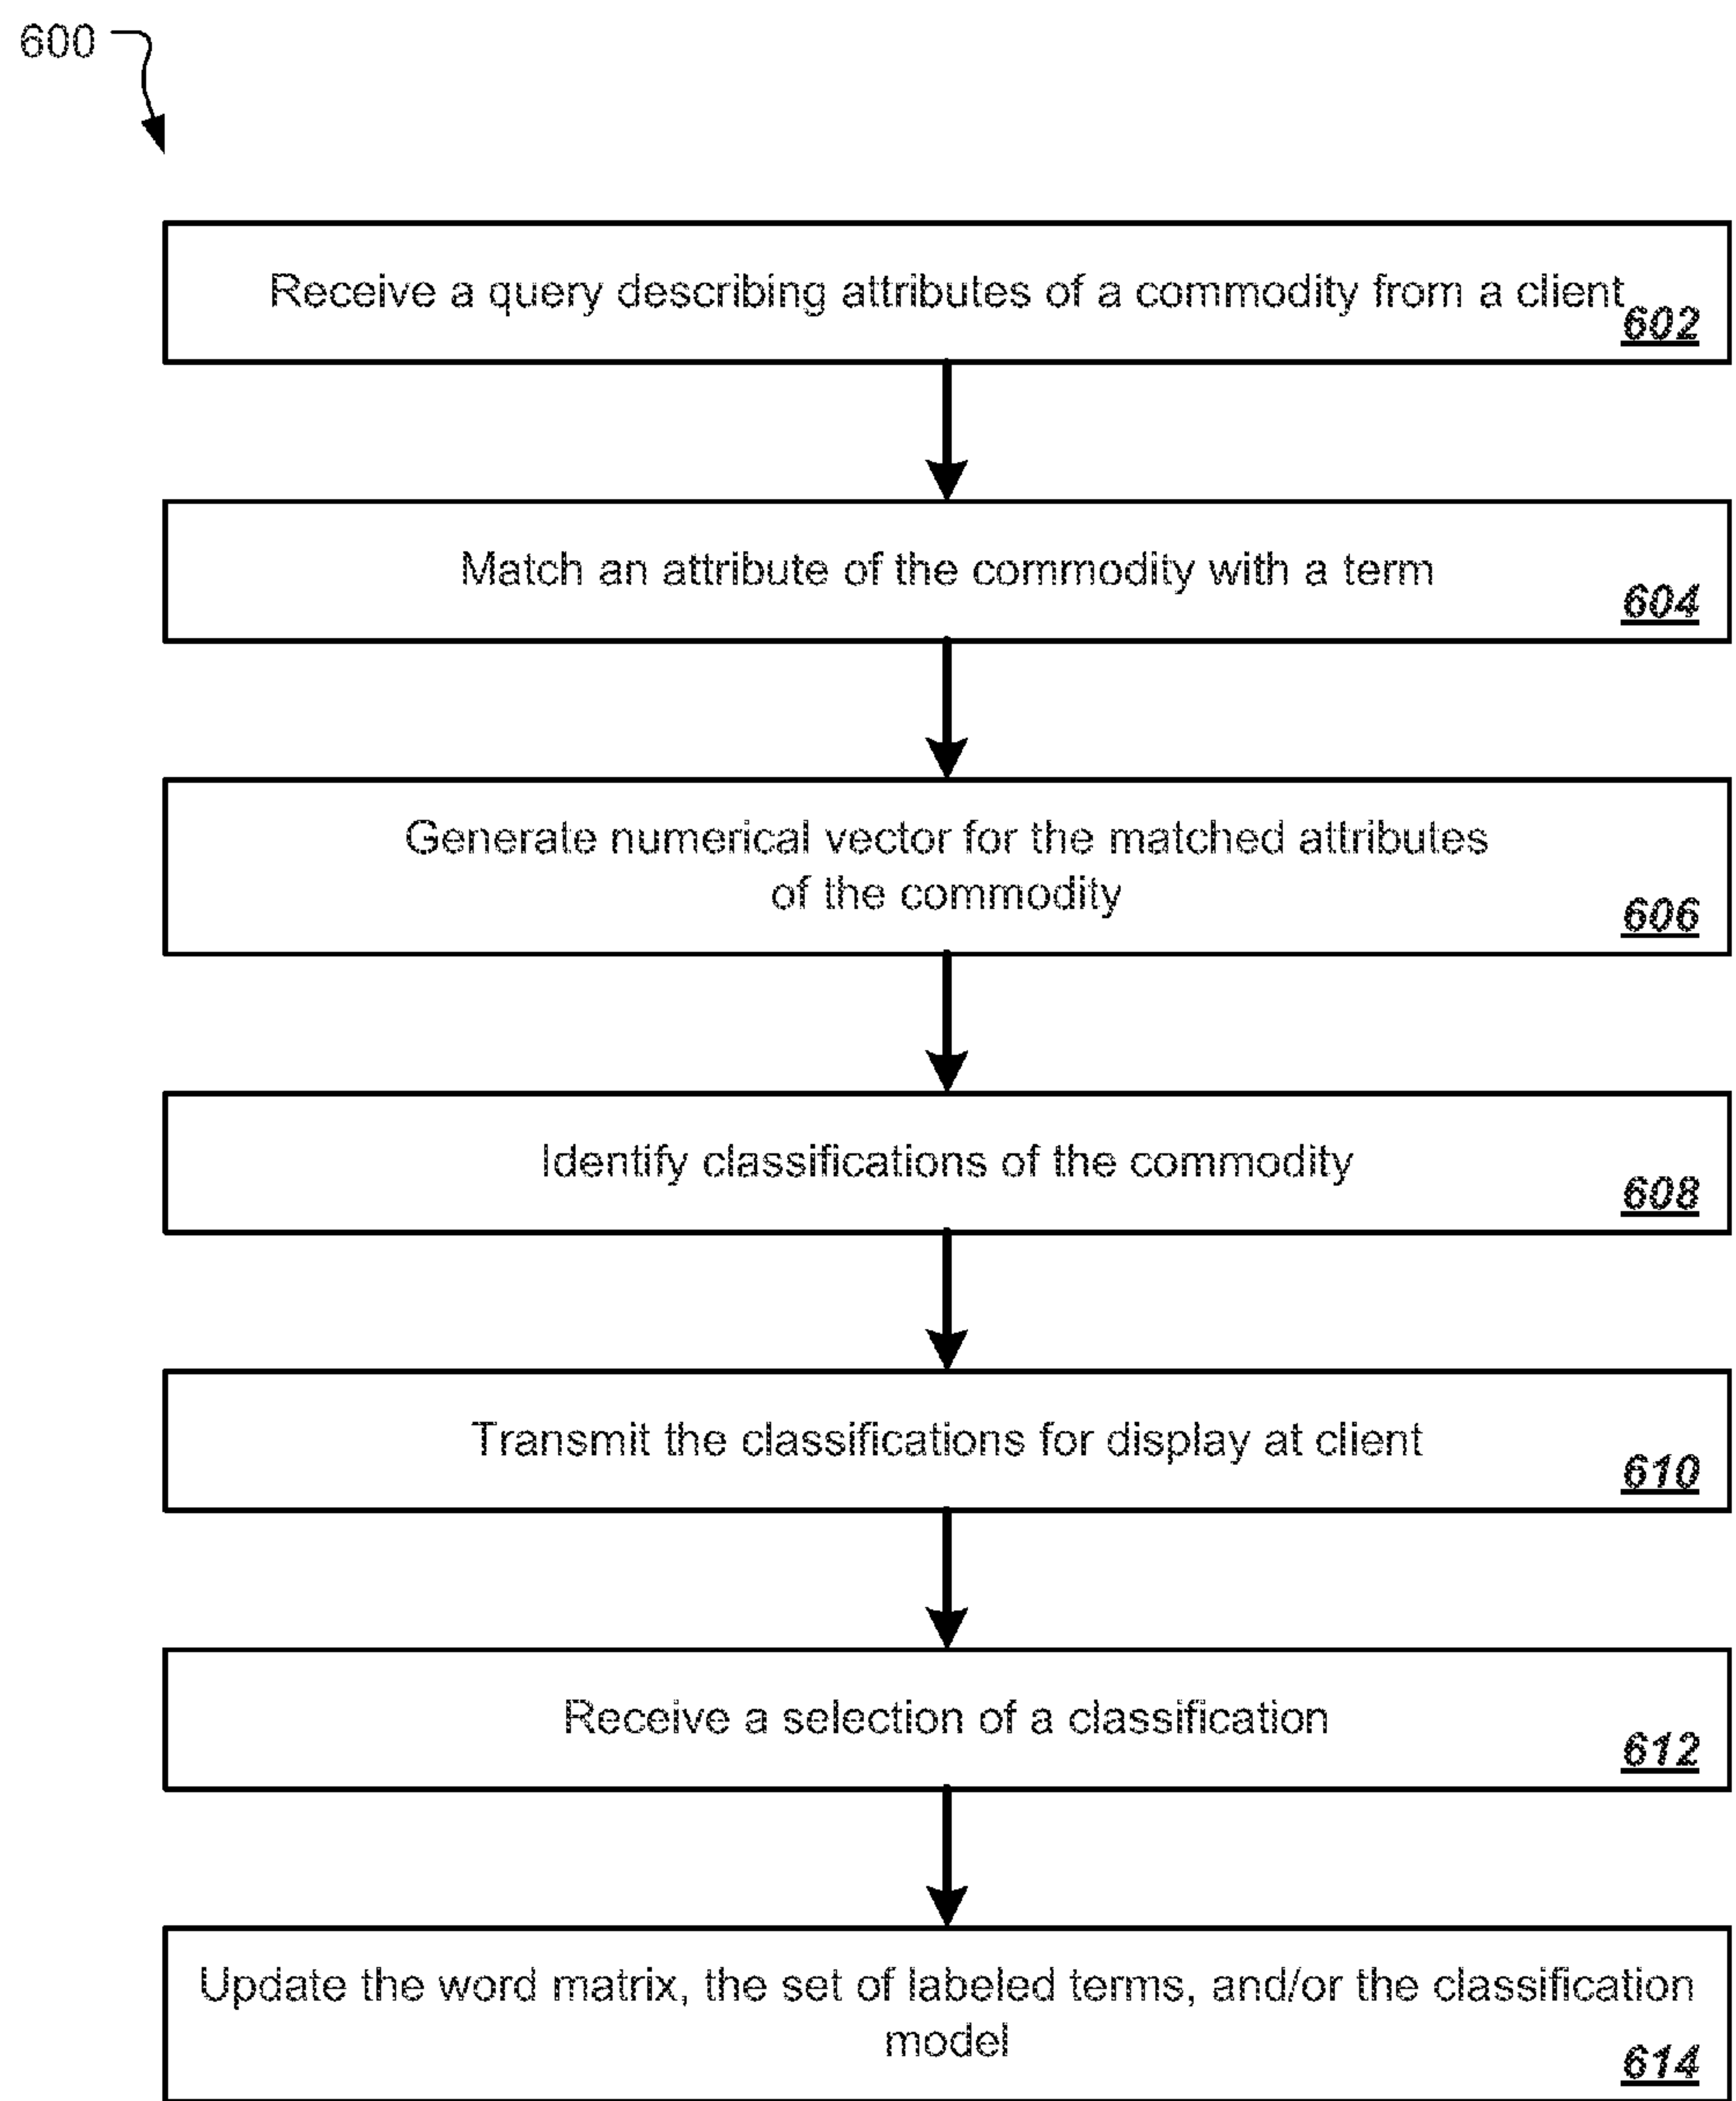 600
Receive a query describing attributes of a commodity from a client
602
Match an attribute of the commodity with a term
604
Generate numerical vector for the matched attributes
of the commodity
606
Identify classifications of the commodity
608
Transmit the classifications for display at client
610
Receive a selection of a classification
612
Update the word matrix, the set of labeled terms, and/or the classification
model
614